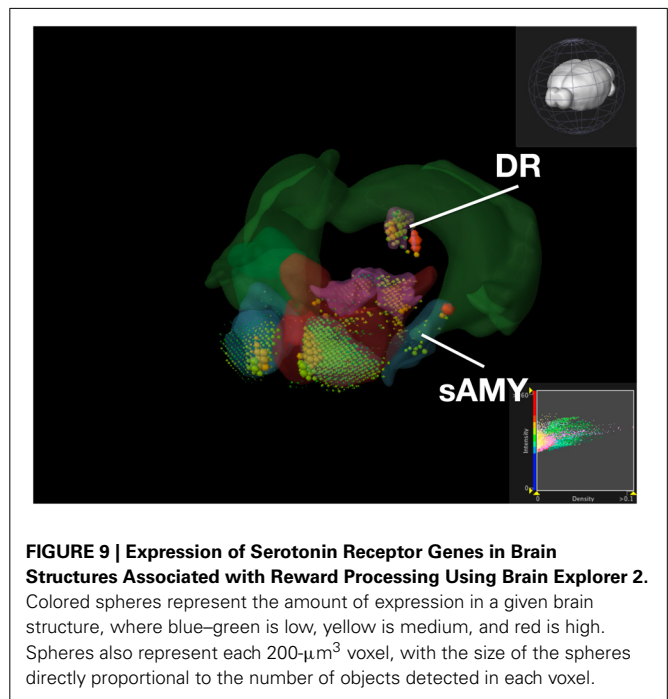 DR
sAMY
60
Intensity
0
0 Density >0.1
FIGURE 9 | Expression of Serotonin Receptor Genes in Brain
Structures Associated with Reward Processing Using Brain Explorer 2.
Colored spheres represent the amount of expression in a given brain
structure, where blue–green is low, yellow is medium, and red is high.
Spheres also represent each 200-μm³ voxel, with the size of the spheres
directly proportional to the number of objects detected in each voxel.